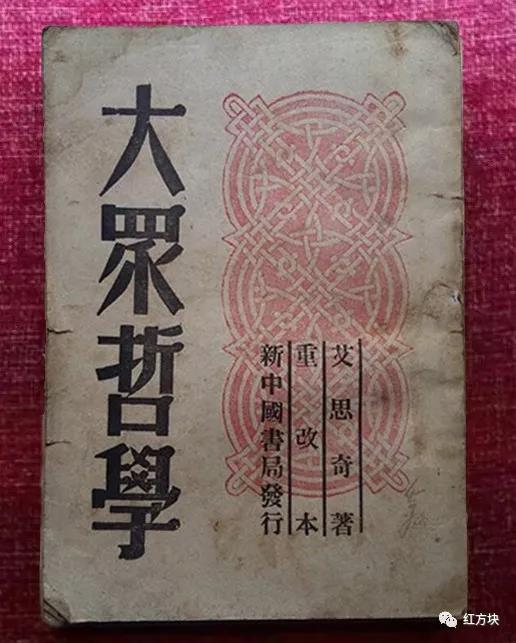 大眾哲學
艾思奇著
重改本
新中國書局發行
红方块